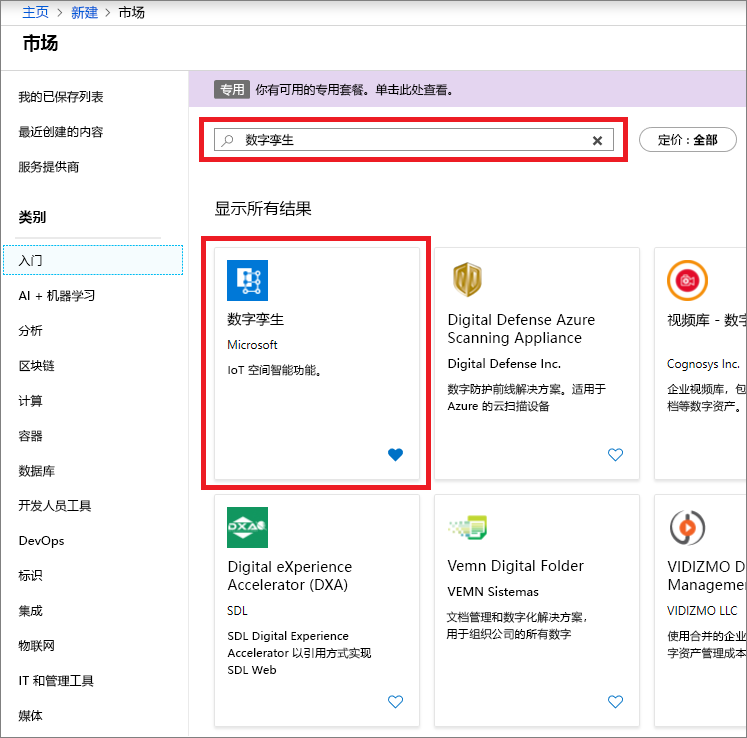 主页 > 新建 > 市场
市场
我的已保存列表
最近创建的内容
服务提供商
类别
入门
AI + 机器学习
分析
区块链
计算
容器
数据库
开发人员工具
DevOps
标识
集成
物联网
IT 和管理工具
媒体
专用 你有可用的专用套餐。单击此处查看。
数字孪生
定价 : 全部
显示所有结果
数字孪生
Microsoft
IoT 空间智能功能。
Digital Defense Azure
Scanning Appliance
Digital Defense Inc.
数字防护前线解决方案。适用于
Azure 的云扫描设备
视频库 - 数字
Cognosys Inc.
企业视频库，包
档等数字资产。
DXA
Digital eXperience
Accelerator (DXA)
SDL
SDL Digital Experience
Accelerator 以引用方式实现
SDL Web
Vemn Digital Folder
VEMN Sistemas
文档管理和数字化解决方案，
用于组织公司的所有数字
VIDIZMO D
Managemen
VIDIZMO LLC
使用合并的企业
字资产管理成本